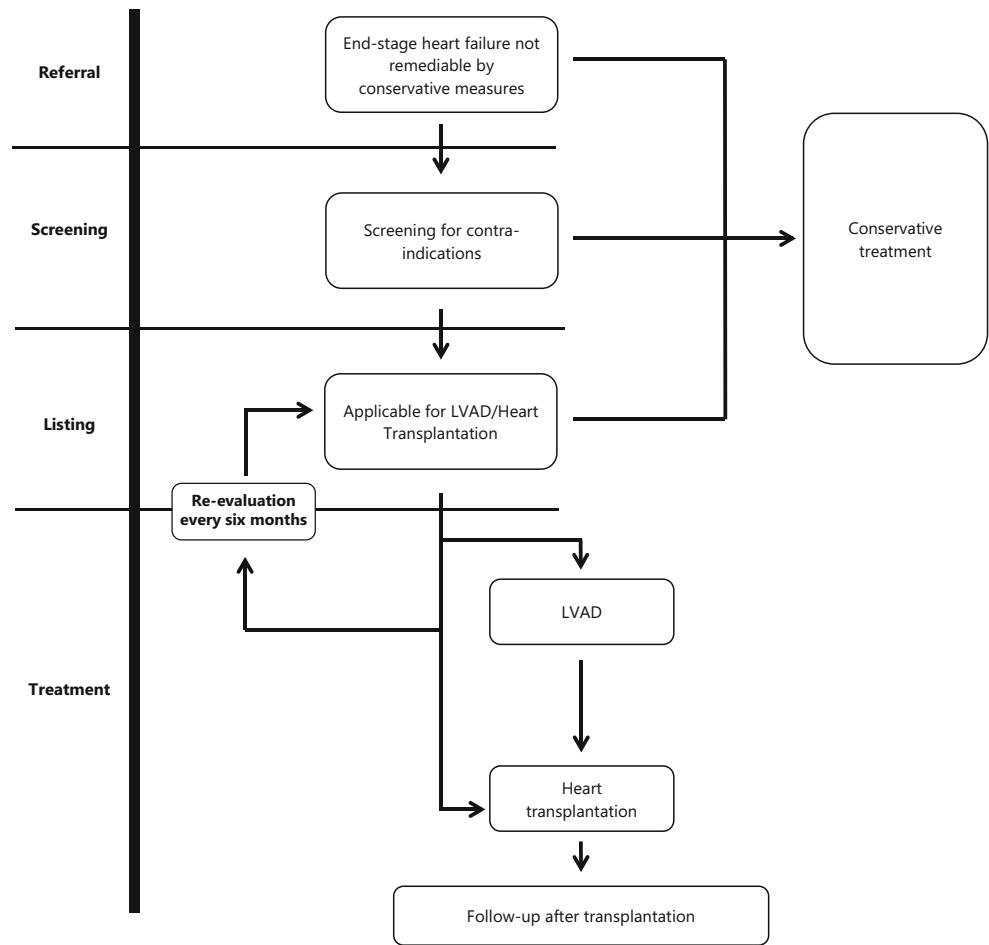 Referral
End-stage heart failure not
remediable by
conservative measures
Screening
Screening for contra-
indications
Conservative
treatment
Listing
Applicable for LVAD/Heart
Transplantation
Re-evaluation
every six months
Treatment
LVAD
Heart
transplantation
Follow-up after transplantation